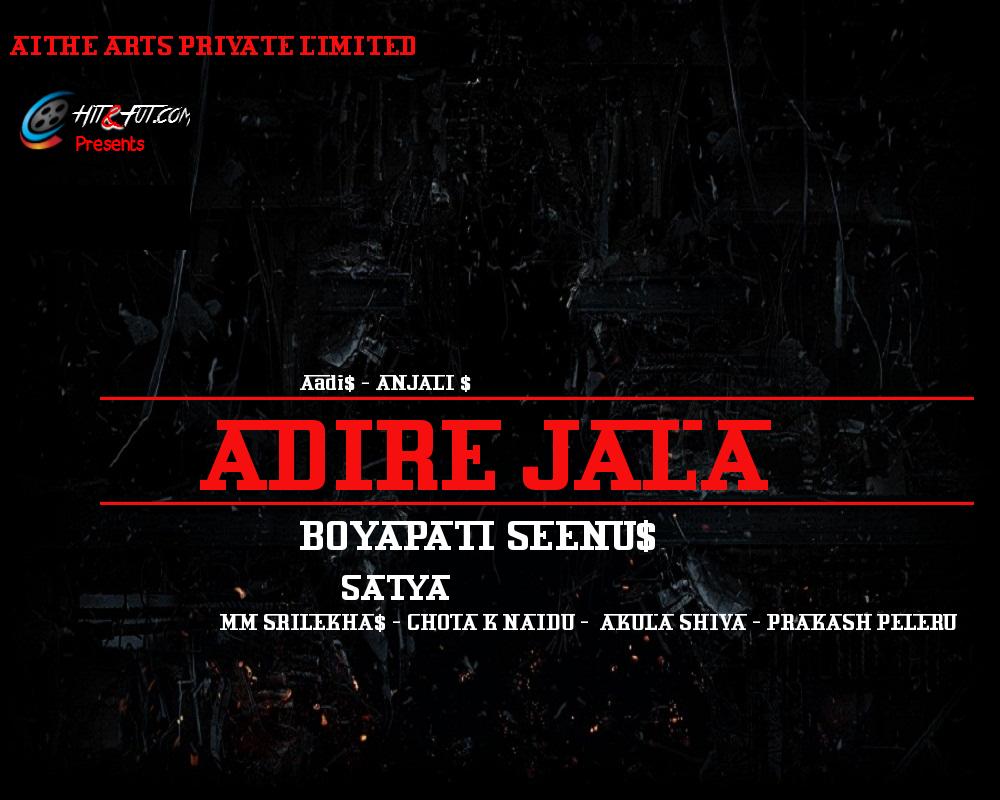 AITHE ARTS PRIVATE LIMITED
HIT&FUT.COM
Presents
Aadi$ - ANJALI $
ADIRE JALA
BOYAPATI SEENU$
SATYA
MM SRILEKHA$ - CHOTA K NAIDU - AKULA SHIVA - PRAKASH PELERU